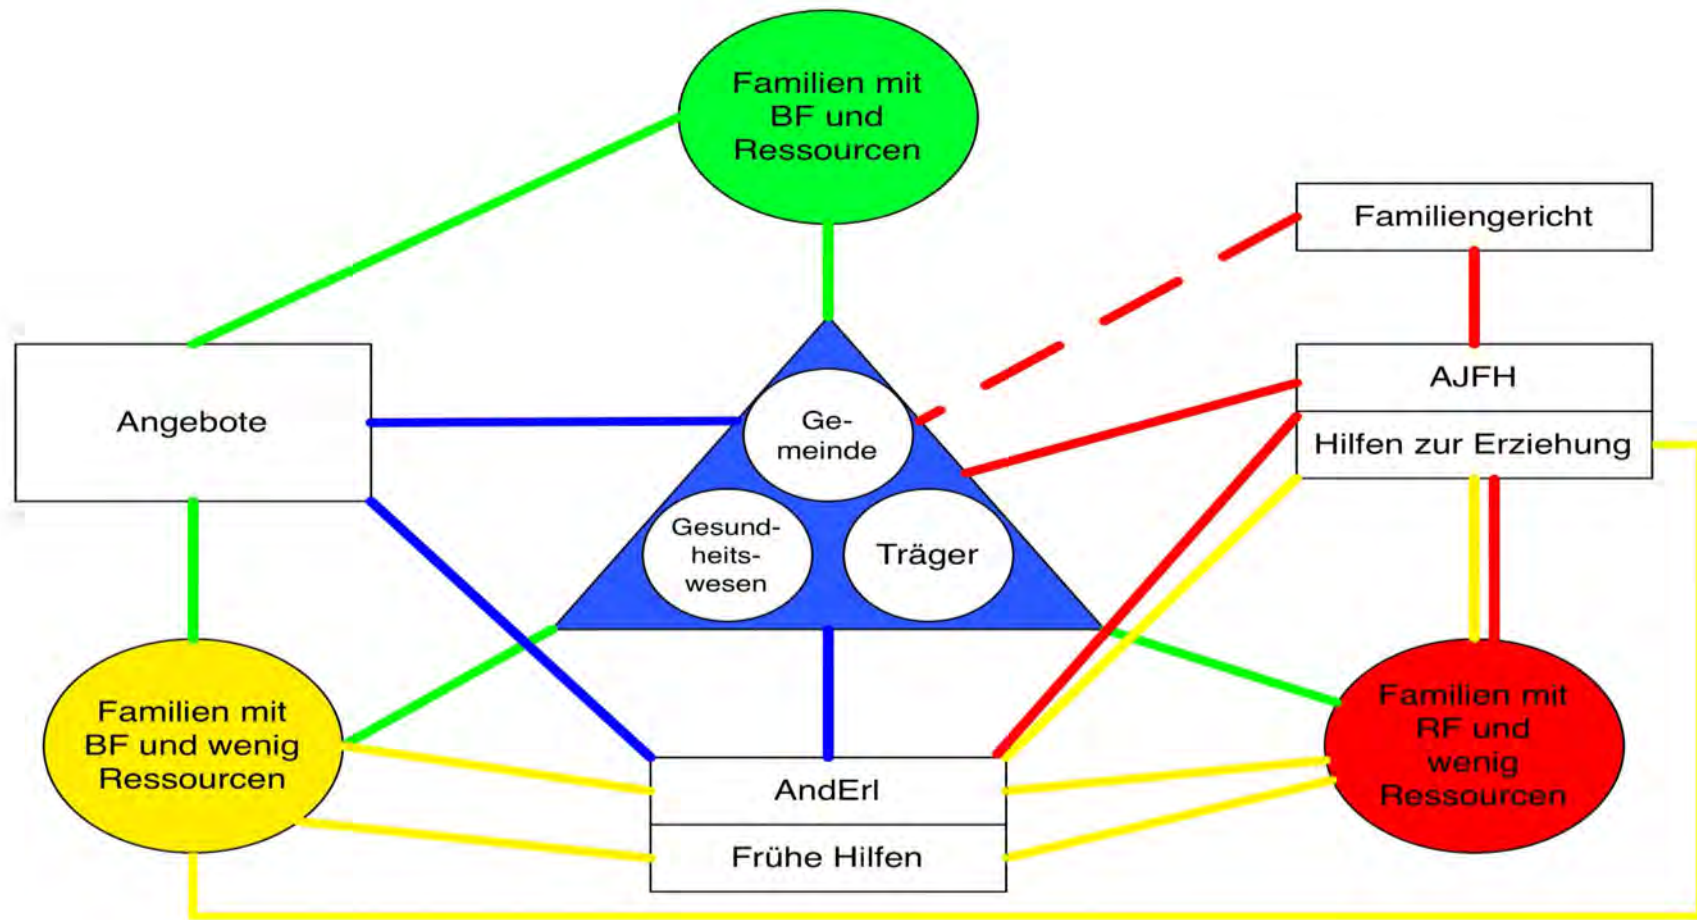 Familien mit
BF und
Ressourcen
Familiengericht
AJFH
Hilfen zur Erziehung
Angebote
Ge-
meinde
Gesund-
heits-
wesen
Träger
Familien mit
BF und wenig
Ressourcen
AndErl
Frühe Hilfen
Familien mit
RF und
wenig
Ressourcen